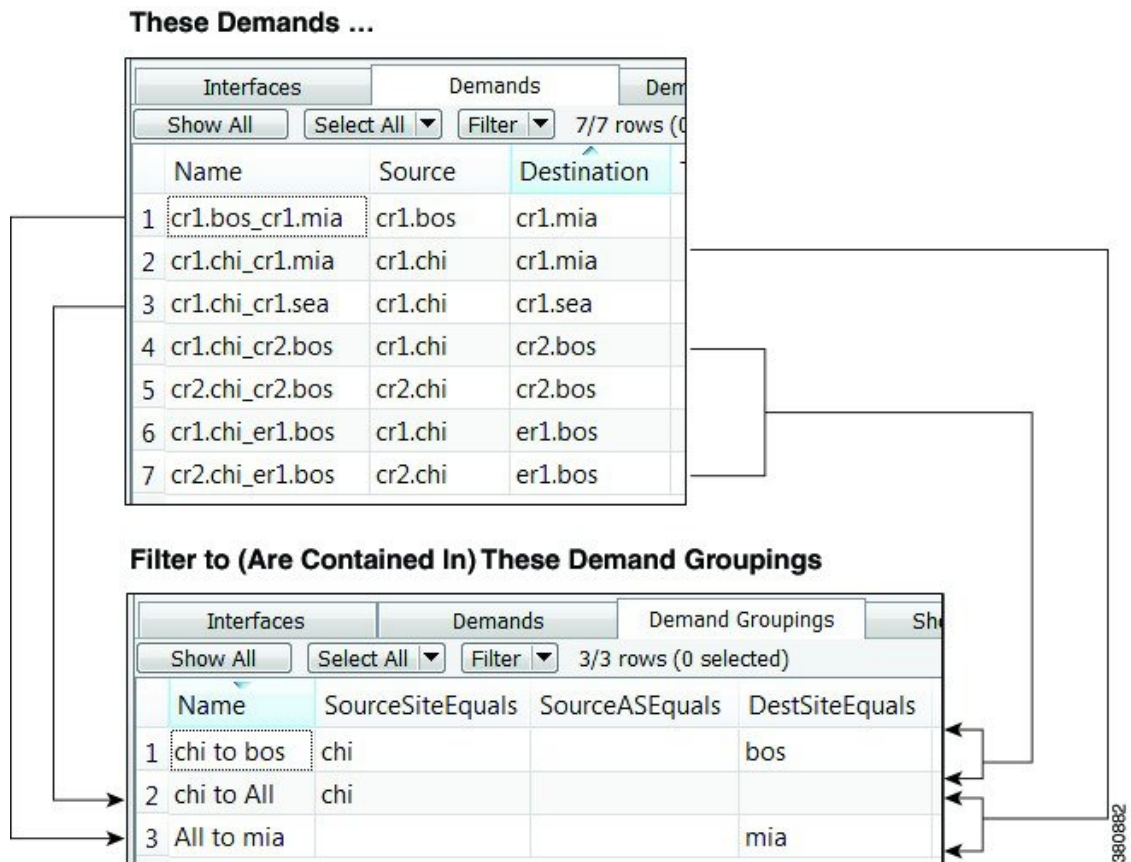 These Demands ...
Interfaces Demands Dem
Show All Select All Filter 7/7 rows (0
Name Source Destination
1 cr1.bos_cr1.mia cr1.bos cr1.mia
2 cr1.chi_cr1.mia cr1.chi cr1.mia
3 cr1.chi_cr1.sea cr1.chi cr1.sea
4 cr1.chi_cr2.bos cr1.chi cr2.bos
5 cr2.chi_cr2.bos cr2.chi cr2.bos
6 cr1.chi_er1.bos cr1.chi er1.bos
7 cr2.chi_er1.bos cr2.chi er1.bos
Filter to (Are Contained In) These Demand Groupings
Interfaces Demands Demand Groupings Sh
Show All Select All Filter 3/3 rows (0 selected)
Name SourceSiteEquals SourceASEquals DestSiteEquals
1 chi to bos chi bos
2 chi to All chi
3 All to mia mia
380882